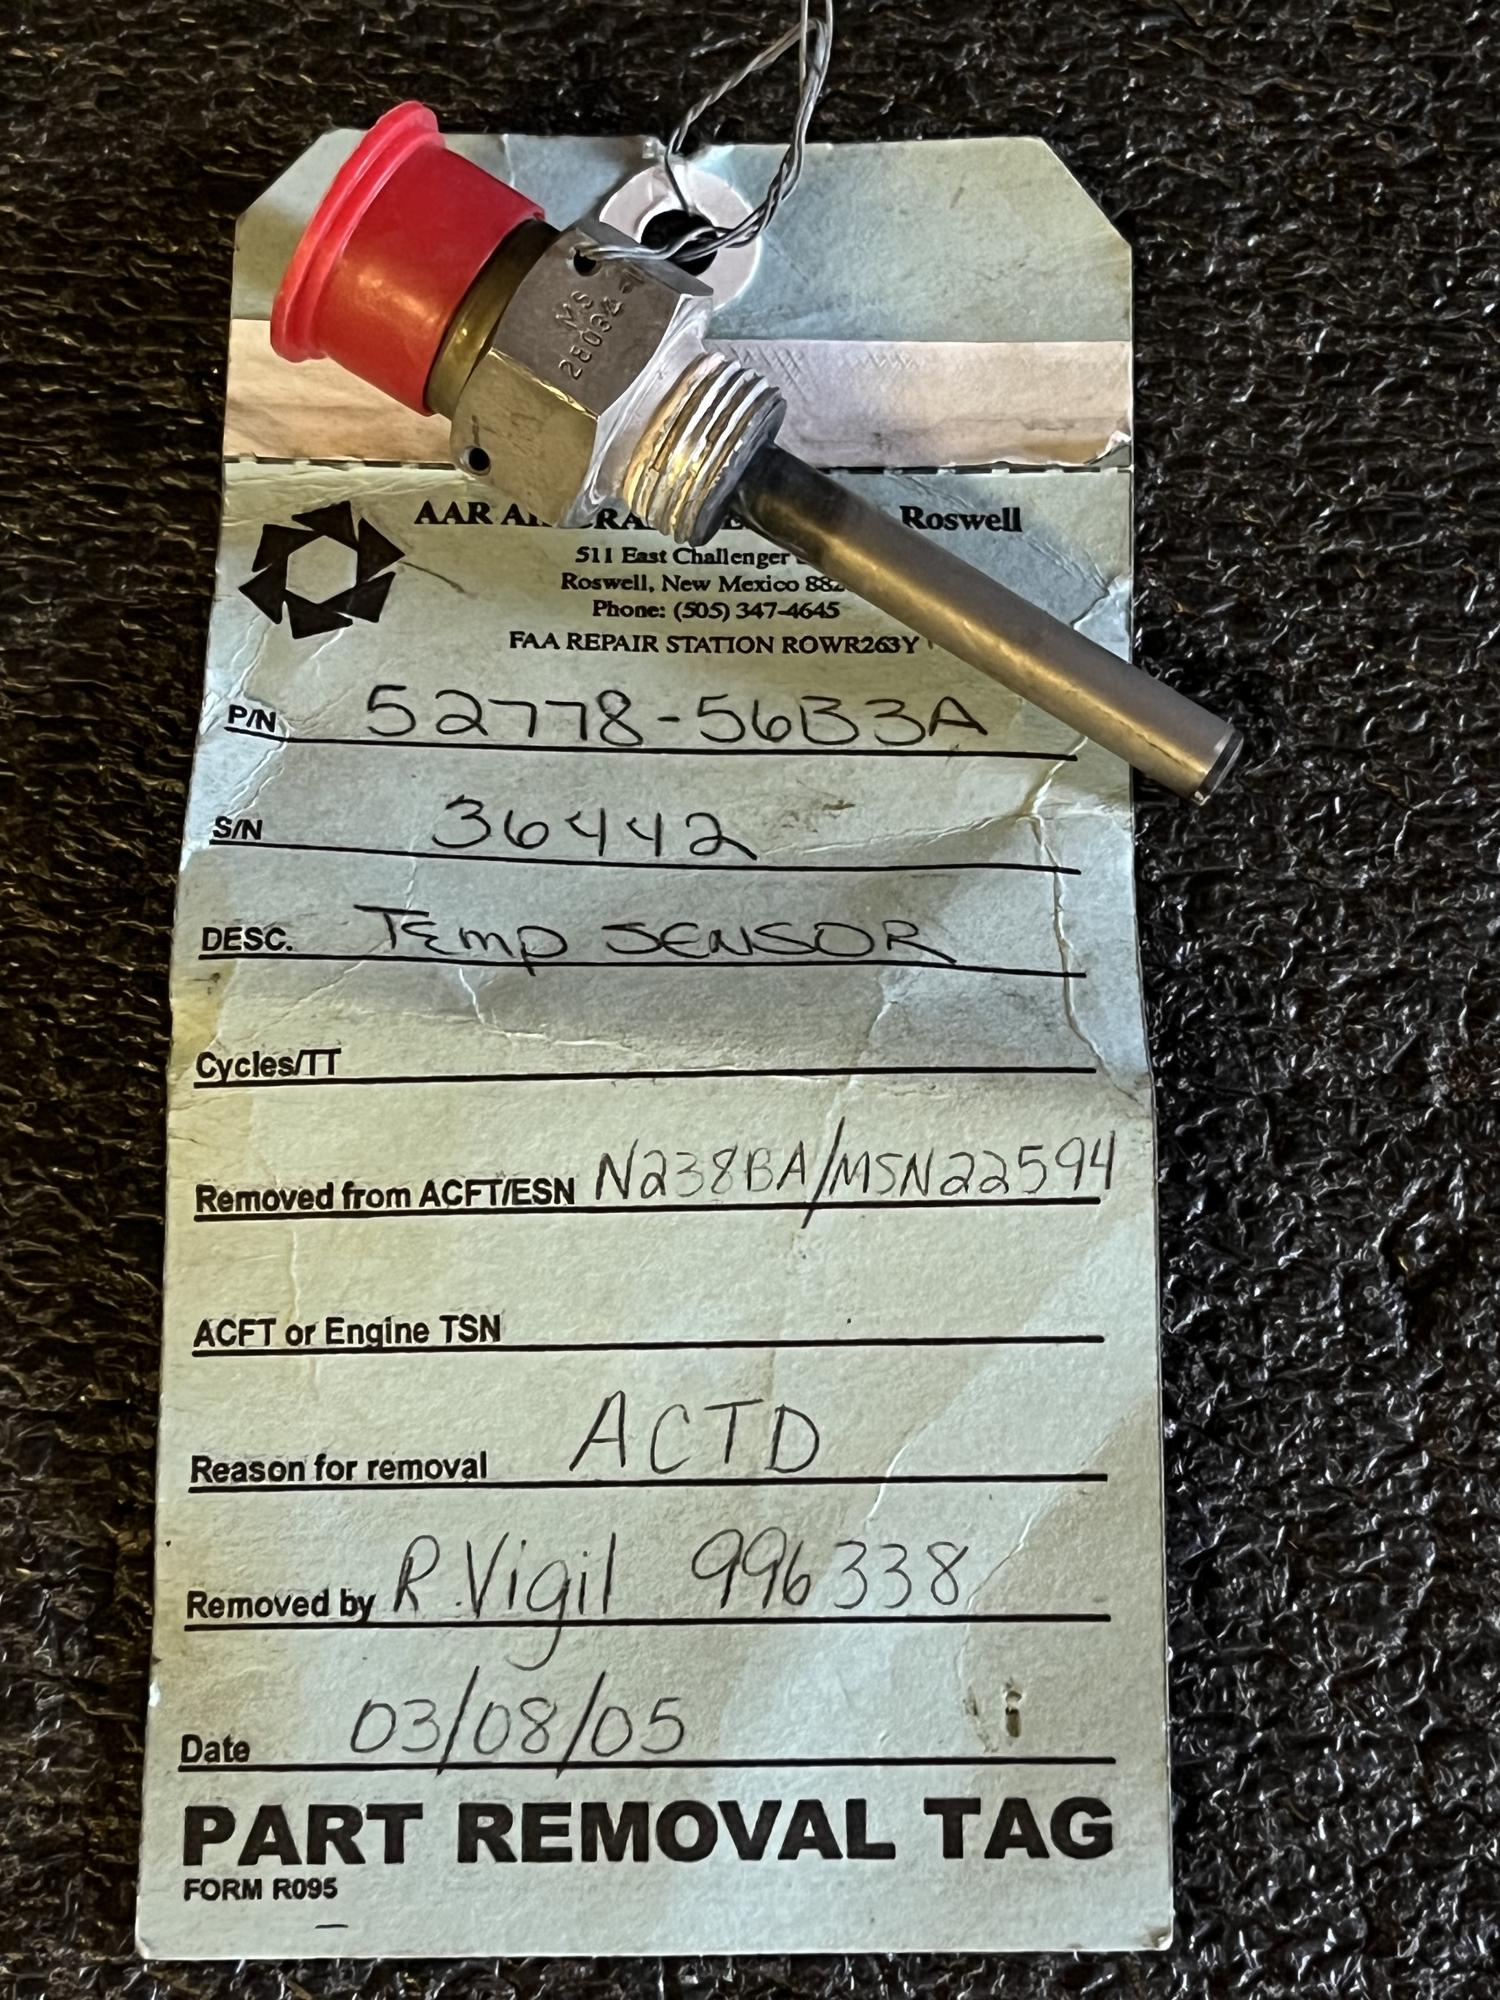 MS
28034-1
AAR Roswell
511 East Challenger
Roswell, New Mexico
Phone: (505) 347-4645
FAA REPAIR STATION ROWR263Y
P/N 52778-56B3A
S/N 36442
DESC. Temp SENSOR
Cycles/TT
Removed from ACFT/ESN N238BA/MSN22594
ACFT or Engine TSN
Reason for removal ACTD
Removed by R.Vigil 996338
Date 03/08/05
PART REMOVAL TAG
FORM R095